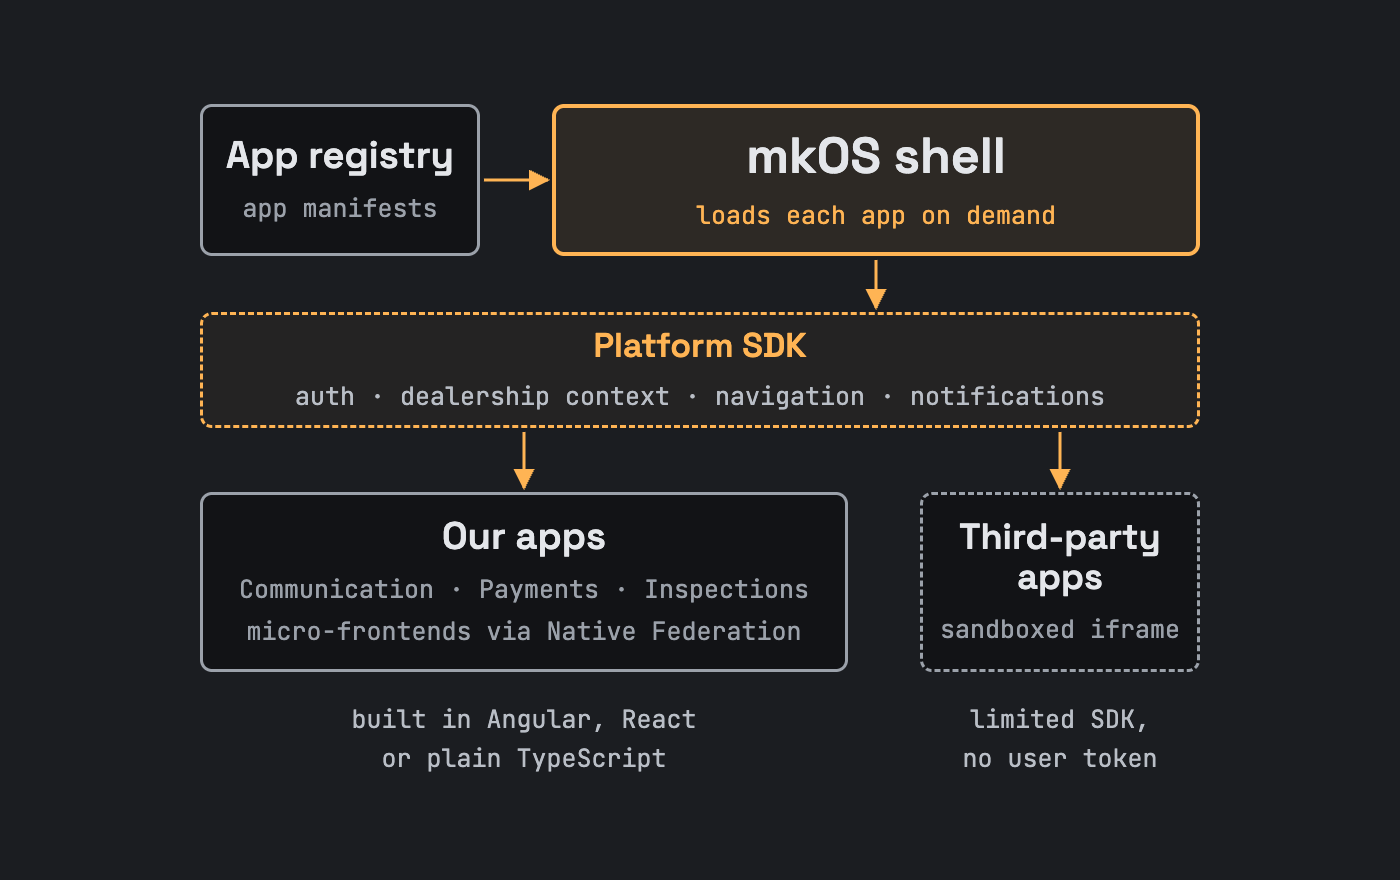 App registry
app manifests
mkOS shell
loads each app on demand
Platform SDK
auth · dealership context · navigation · notifications
Our apps
Communication · Payments · Inspections
micro-frontends via Native Federation
Third-party
apps
sandboxed iframe
built in Angular, React
or plain TypeScript
limited SDK,
no user token